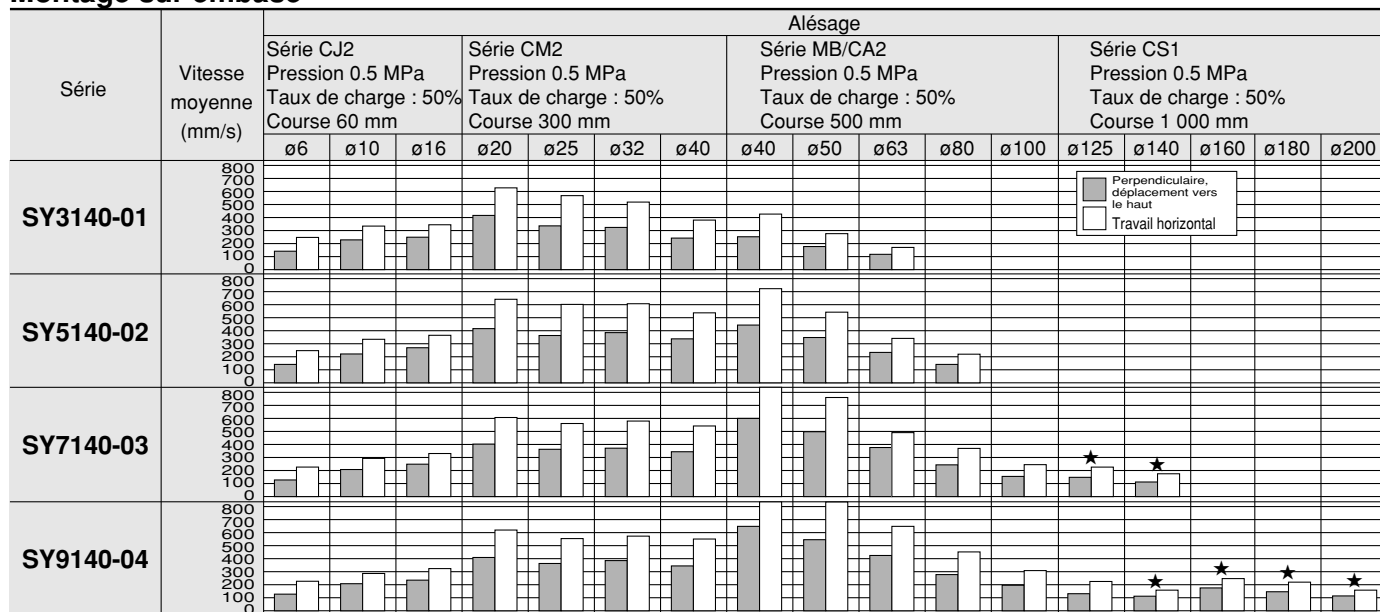 Montage sur embase
Alésage
Série
Vitesse
moyenne
(mm/s)
Série CJ2
Pression 0.5 MPa
Taux de charge : 50%
Course 60 mm
Série CM2
Pression 0.5 MPa
Taux de charge : 50%
Course 300 mm
Série MB/CA2
Pression 0.5 MPa
Taux de charge : 50%
Course 500 mm
Série CS1
Pression 0.5 MPa
Taux de charge : 50%
Course 1 000 mm
ø6 ø10 ø16 ø20 ø25 ø32 ø40 ø40 ø50 ø63 ø80 ø100 ø125 ø140 ø160 ø180 ø200
SY3140-01
800
700
600
500
400
300
200
100
0
Perpendiculaire,
déplacement vers
le haut
Travail horizontal
SY5140-02
800
700
600
500
400
300
200
100
0
SY7140-03
800
700
600
500
400
300
200
100
0
★ ★
SY9140-04
800
700
600
500
400
300
200
100
0
★ ★ ★ ★